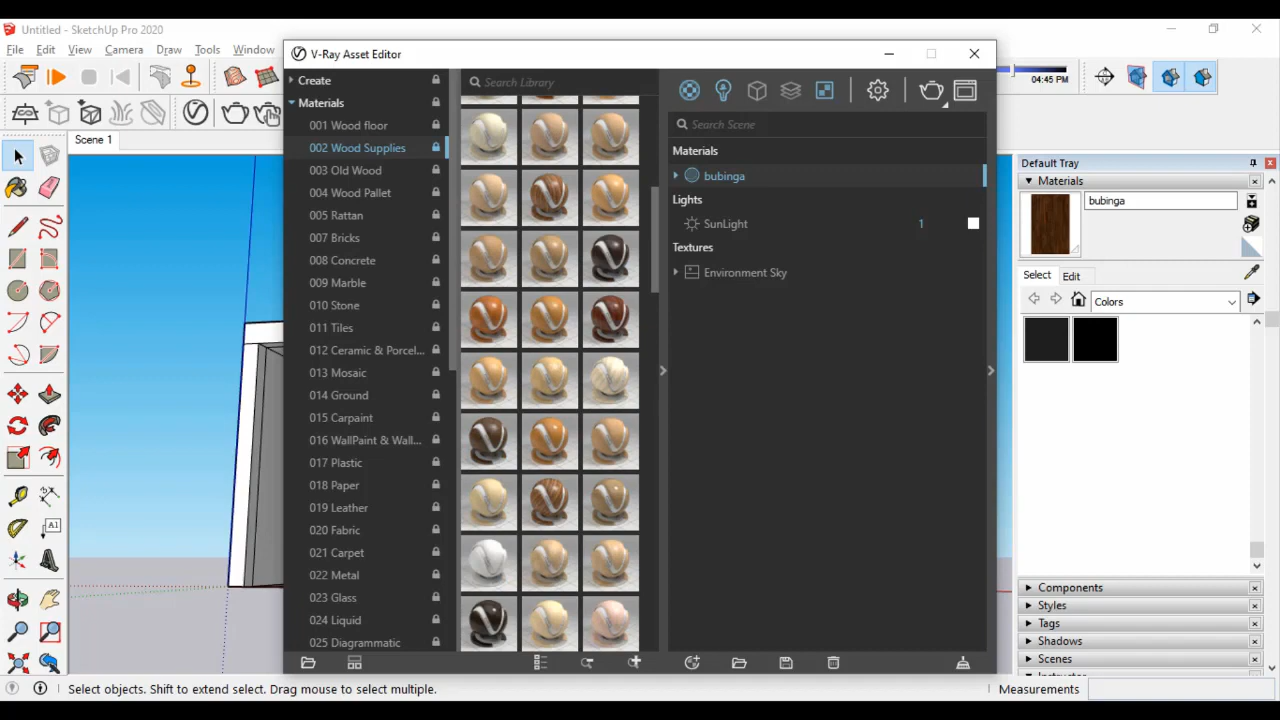 Untitled - SketchUp Pro 2020
File Edit View Camera Draw Tools Window
V-Ray Asset Editor
04:45 PM
Scene 1
Create
Materials
001 Wood floor
002 Wood Supplies
003 Old Wood
004 Wood Pallet
005 Rattan
007 Bricks
008 Concrete
009 Marble
010 Stone
011 Tiles
012 Ceramic & Porcel...
013 Mosaic
014 Ground
015 Carpaint
016 WallPaint & Wall...
017 Plastic
018 Paper
019 Leather
020 Fabric
021 Carpet
022 Metal
023 Glass
024 Liquid
025 Diagrammatic
Search Library
Search Scene
Materials
bubinga
Lights
SunLight 1
Textures
Environment Sky
Default Tray
Materials
bubinga
Select Edit
Colors
Components
Styles
Tags
Shadows
Scenes
Instructor
Select objects. Shift to extend select. Drag mouse to select multiple.
Measurements